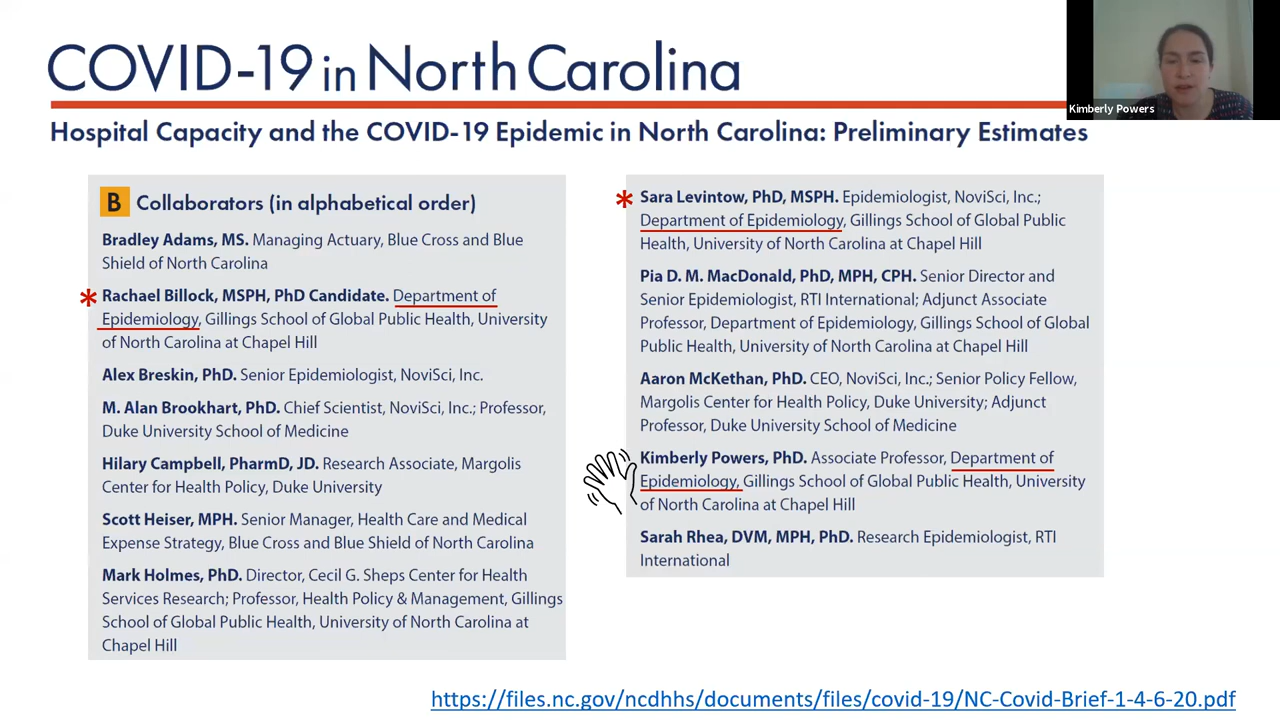 COVID-19 in North Carolina
Kimberly Powers
Hospital Capacity and the COVID-19 Epidemic in North Carolina: Preliminary Estimates
B Collaborators (in alphabetical order)
Bradley Adams, MS. Managing Actuary, Blue Cross and Blue
Shield of North Carolina
* Rachael Billock, MSPH, PhD Candidate. Department of
Epidemiology, Gillings School of Global Public Health, University
of North Carolina at Chapel Hill
Alex Breskin, PhD. Senior Epidemiologist, NoviSci, Inc.
M. Alan Brookhart, PhD. Chief Scientist, NoviSci, Inc.; Professor,
Duke University School of Medicine
Hilary Campbell, PharmD, JD. Research Associate, Margolis
Center for Health Policy, Duke University
Scott Heiser, MPH. Senior Manager, Health Care and Medical
Expense Strategy, Blue Cross and Blue Shield of North Carolina
Mark Holmes, PhD. Director, Cecil G. Sheps Center for Health
Services Research; Professor, Health Policy & Management, Gillings
School of Global Public Health, University of North Carolina at
Chapel Hill
* Sara Levintow, PhD, MSPH. Epidemiologist, NoviSci, Inc.;
Department of Epidemiology, Gillings School of Global Public
Health, University of North Carolina at Chapel Hill
Pia D. M. MacDonald, PhD, MPH, CPH. Senior Director and
Senior Epidemiologist, RTI International; Adjunct Associate
Professor, Department of Epidemiology, Gillings School of Global
Public Health, University of North Carolina at Chapel Hill
Aaron McKethan, PhD. CEO, NoviSci, Inc.; Senior Policy Fellow,
Margolis Center for Health Policy, Duke University; Adjunct
Professor, Duke University School of Medicine
Kimberly Powers, PhD. Associate Professor, Department of
Epidemiology, Gillings School of Global Public Health, University
of North Carolina at Chapel Hill
Sarah Rhea, DVM, MPH, PhD. Research Epidemiologist, RTI
International
https://files.nc.gov/ncdhhs/documents/files/covid-19/NC-Covid-Brief-1-4-6-20.pdf